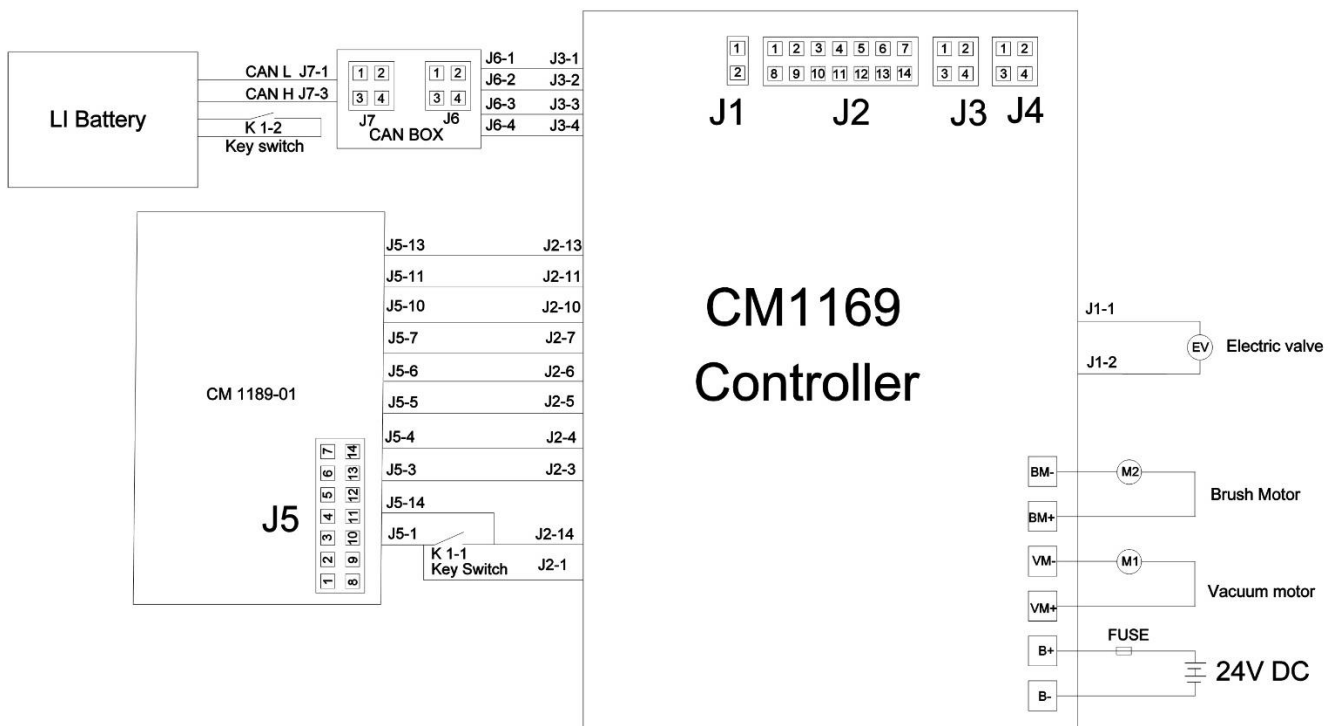 LI Battery
CAN L J7-1
CAN H J7-3
K 1-2
Key switch
1 2
3 4
J7
1 2
3 4
J6
CAN BOX
J6-1 J3-1
J6-2 J3-2
J6-3 J3-3
J6-4 J3-4
1
2
J1
1 2 3 4 5 6 7
8 9 10 11 12 13 14
J2
1 2
3 4
J3
1 2
3 4
J4
CM 1189-01
J5
7 14
6 13
5 12
4 11
3 10
2 9
1 8
J5-13 J2-13
J5-11 J2-11
J5-10 J2-10
J5-7 J2-7
J5-6 J2-6
J5-5 J2-5
J5-4 J2-4
J5-3 J2-3
J5-14
J5-1 J2-14
K 1-1
Key Switch J2-1
CM1169
Controller
J1-1
EV Electric valve
J1-2
BM- M2
Brush Motor
BM+
VM- M1
Vacuum motor
VM+
B+ FUSE
24V DC
B-